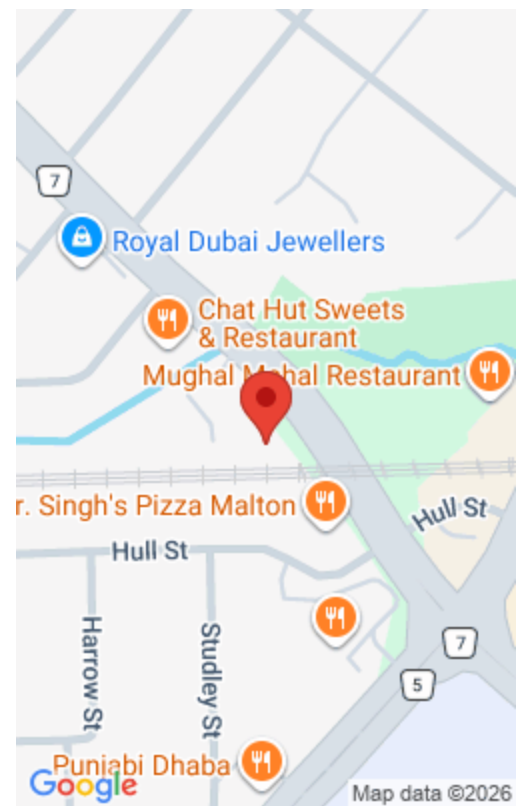 7
Royal Dubai Jewellers
Chat Hut Sweets
& Restaurant
Mughal Mahal Restaurant
r. Singh's Pizza Malton
Hull St
Hull St
Harrow St
Studley St
7
5
Punjabi Dhaba
Google
Map data ©2026